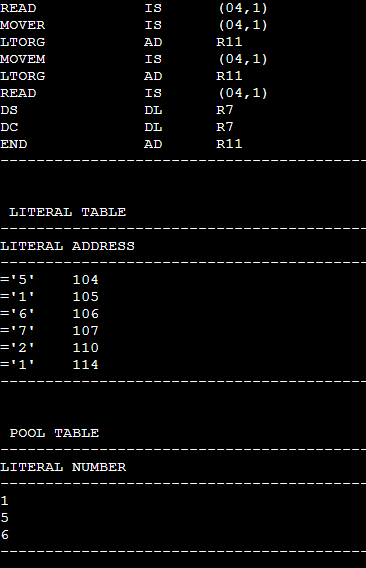 READ IS (04,1)
MOVER IS (04,1)
LTORG AD R11
MOVEM IS (04,1)
LTORG AD R11
READ IS (04,1)
DS DL R7
DC DL R7
END AD R11
-----------------------------------------
LITERAL TABLE
-----------------------------------------
LITERAL ADDRESS
-----------------------------------------
='5' 104
='1' 105
='6' 106
='7' 107
='2' 110
='1' 114
-----------------------------------------
POOL TABLE
-----------------------------------------
LITERAL NUMBER
-----------------------------------------
1
5
6
-----------------------------------------